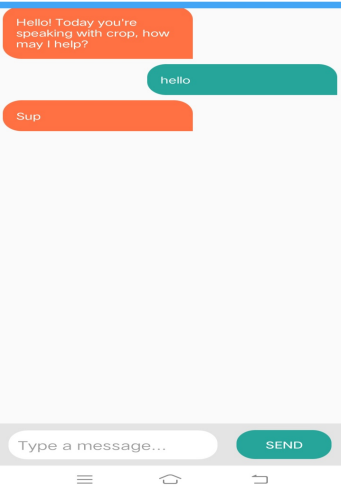 Hello! Today you're
speaking with crop, how
may I help?
hello
Sup
Type a message...
SEND